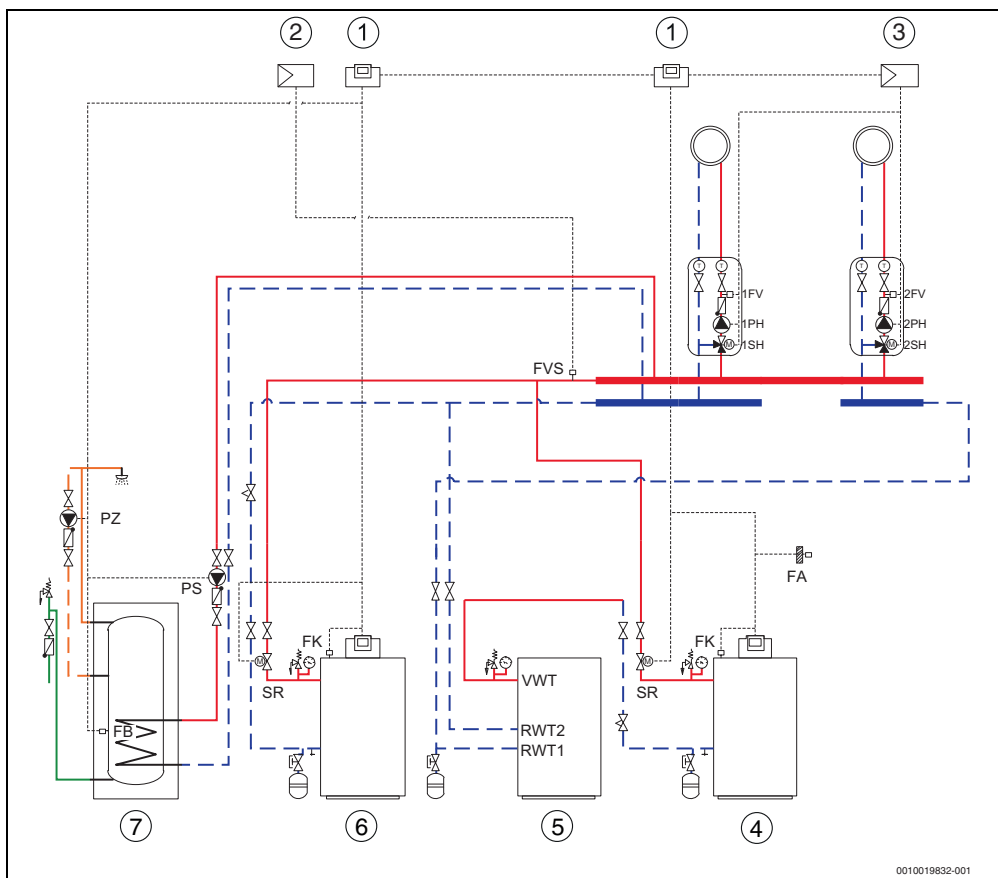 2
1
1
3
T
T
T
T
1FV
2FV
1PH
2PH
M
1SH
M
2SH
FVS
PZ
FA
PS
FK
FK
M
M
SR
VWT
SR
FB
RWT2
RWT1
7
6
5
4
0010019832-001